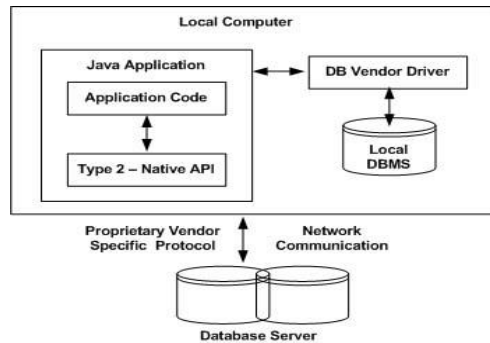 Local Computer
Java Application
Application Code
Type 2 – Native API
DB Vendor Driver
Local
DBMS
Proprietary Vendor
Specific Protocol
Network
Communication
Database Server